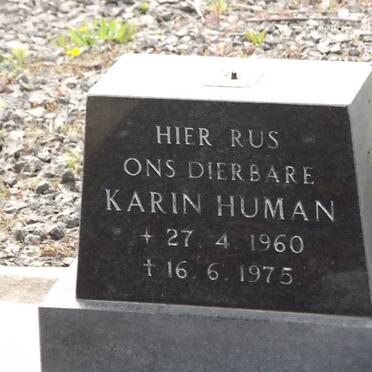 HIER RUS
ONS DIERBARE
KARIN HUMAN
+ 27. 4. 1960
† 16. 6. 1975.